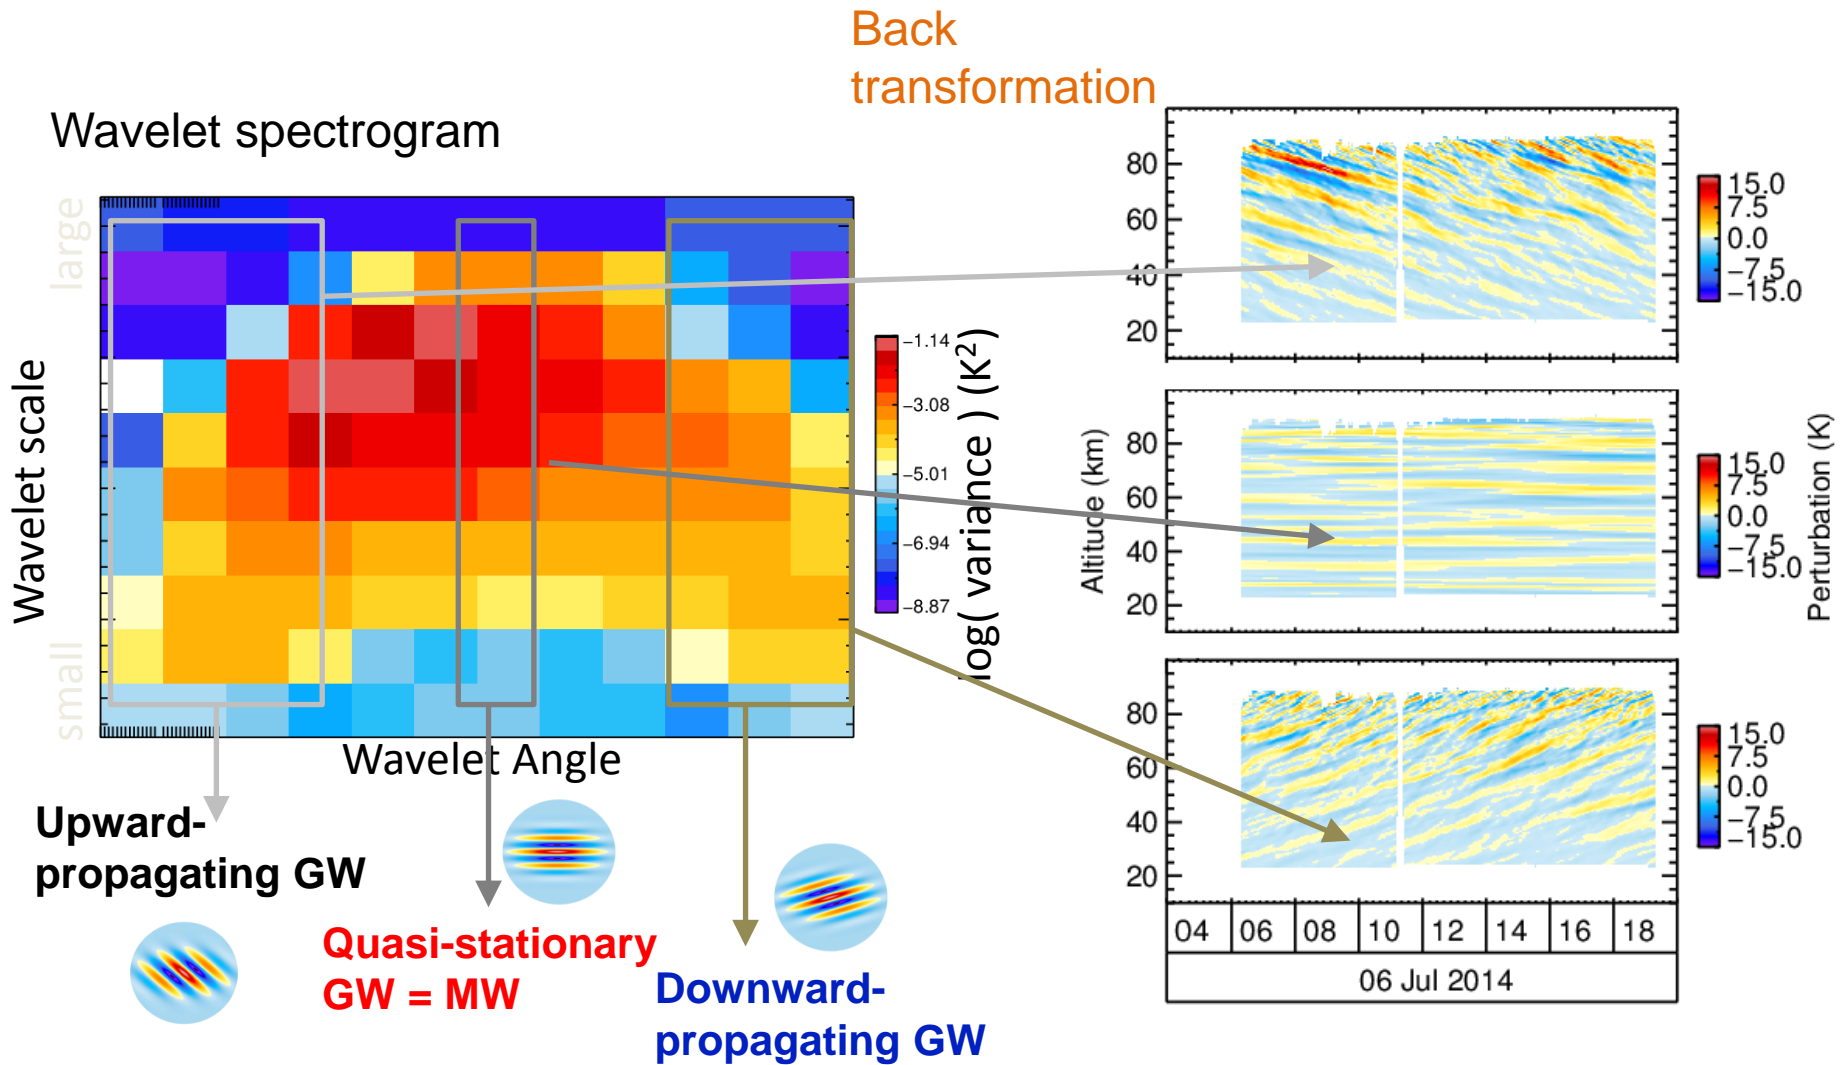 Back
transformation
Wavelet spectrogram
large
small
Wavelet scale
Wavelet Angle
−1.14
−3.08
−5.01
−6.94
−8.87
log( variance ) (K²)
Upward-
propagating GW
Quasi-stationary
GW = MW
Downward-
propagating GW
80
60
40
20
15.0
7.5
0.0
−7.5
−15.0
Altitude (km)
80
60
40
20
15.0
7.5
0.0
−7.5
−15.0
Perturbation (K)
80
60
40
20
15.0
7.5
0.0
−7.5
−15.0
04 06 08 10 12 14 16 18
06 Jul 2014